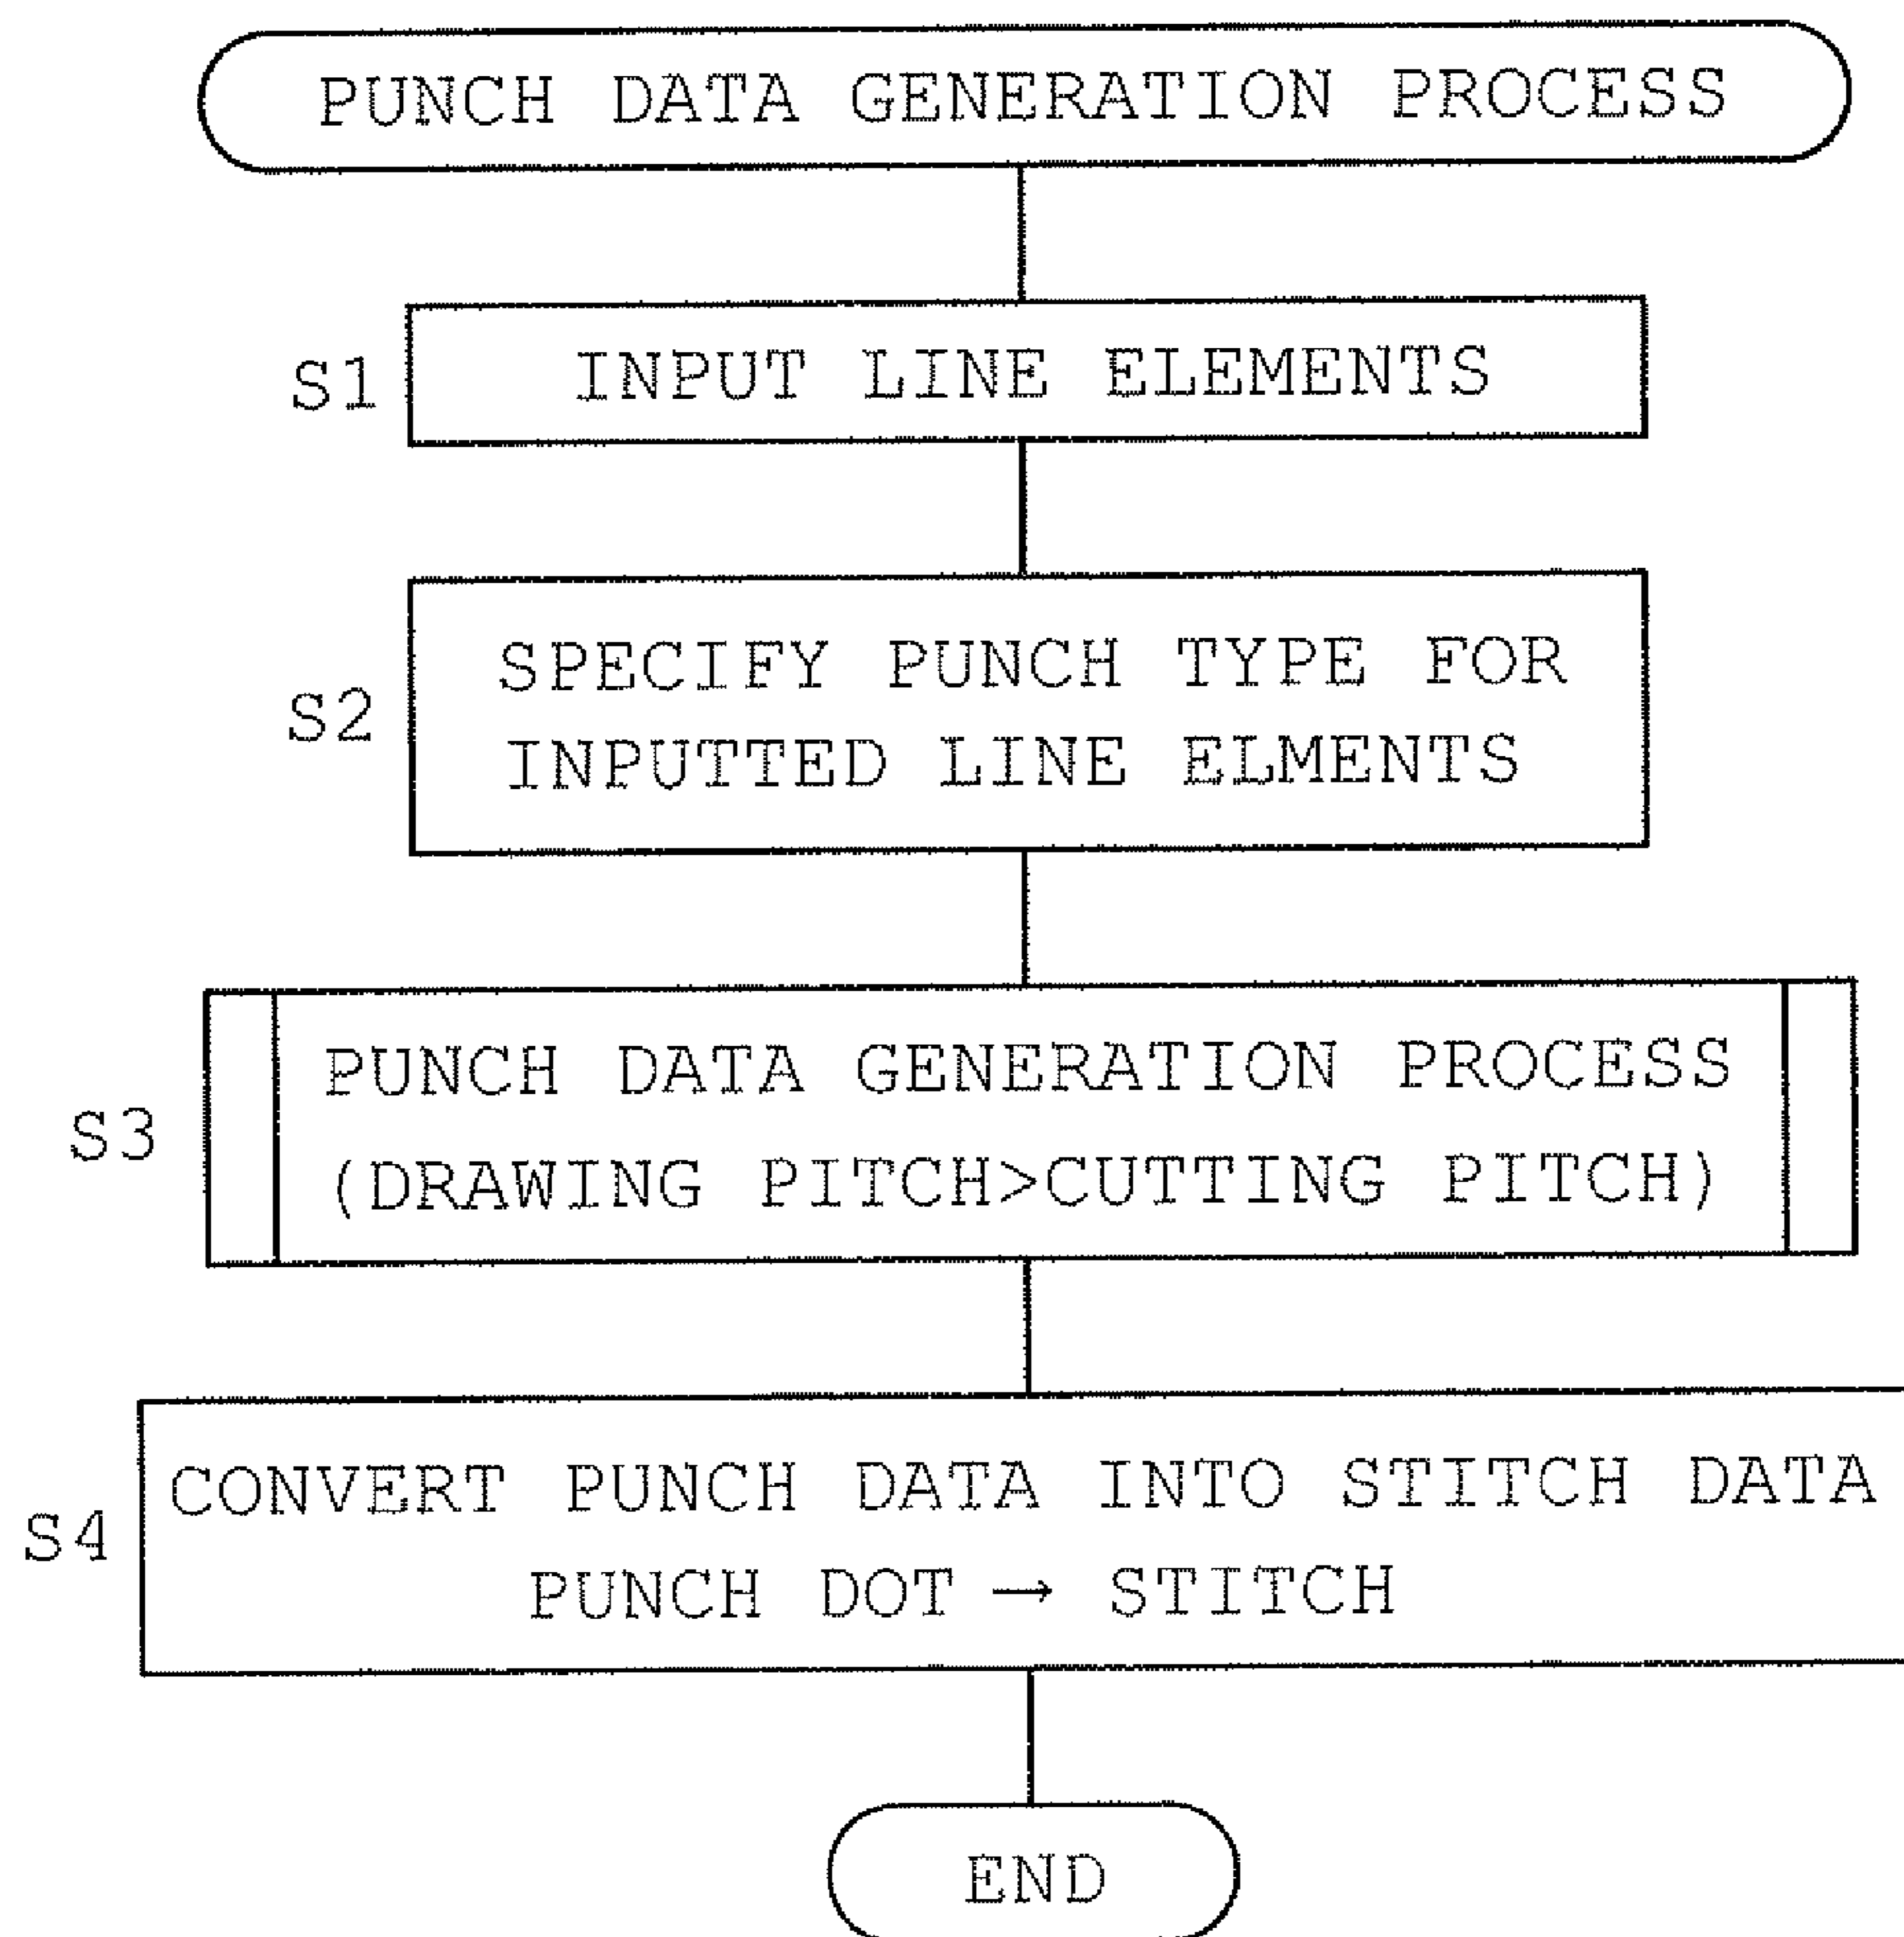 PUNCH DATA GENERATION PROCESS
S1
INPUT LINE ELEMENTS
S2
SPECIFY PUNCH TYPE FOR
INPUTTED LINE ELMENTS
S3
PUNCH DATA GENERATION PROCESS
(DRAWING PITCH>CUTTING PITCH)
S4
CONVERT PUNCH DATA INTO STITCH DATA
PUNCH DOT → STITCH
END